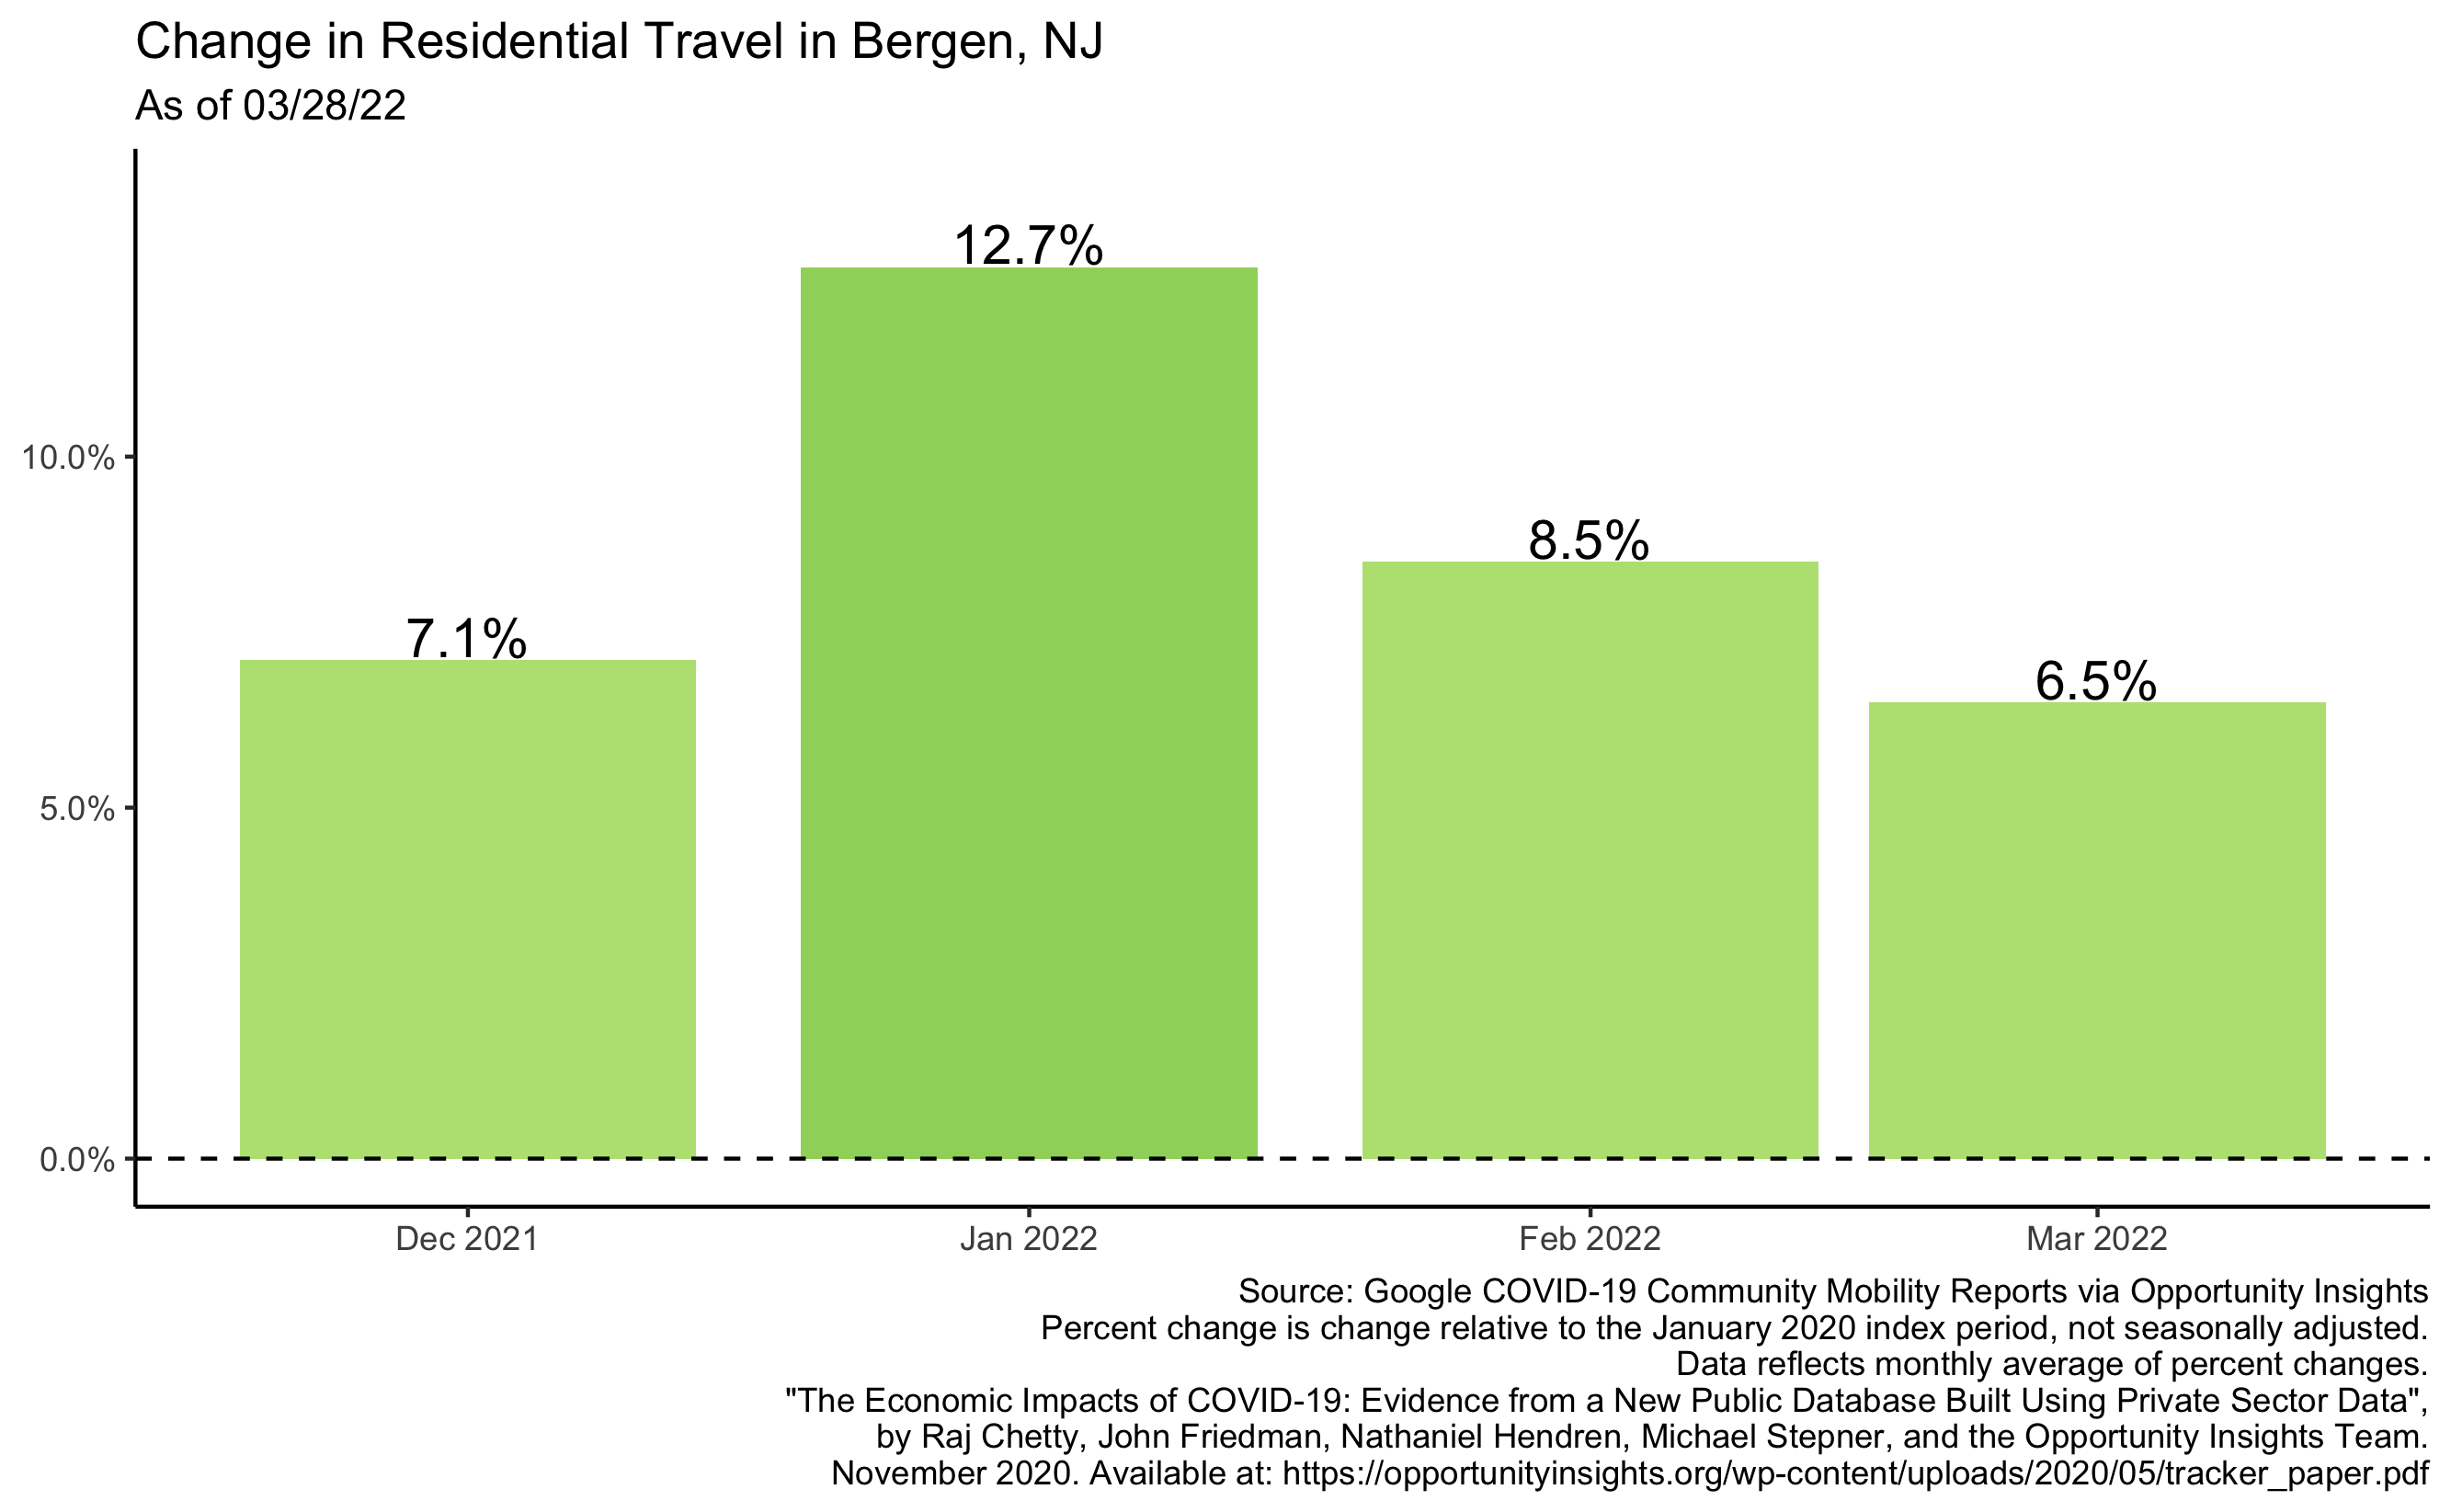 Change in Residential Travel in Bergen, NJ
As of 03/28/22
12.7%
10.0%
8.5%
7.1%
6.5%
5.0%
0.0%
Dec 2021
Jan 2022
Feb 2022
Mar 2022
Source: Google COVID-19 Community Mobility Reports via Opportunity Insights
Percent change is change relative to the January 2020 index period, not seasonally adjusted.
Data reflects monthly average of percent changes.
"The Economic Impacts of COVID-19: Evidence from a New Public Database Built Using Private Sector Data",
by Raj Chetty, John Friedman, Nathaniel Hendren, Michael Stepner, and the Opportunity Insights Team.
November 2020. Available at: https://opportunityinsights.org/wp-content/uploads/2020/05/tracker_paper.pdf